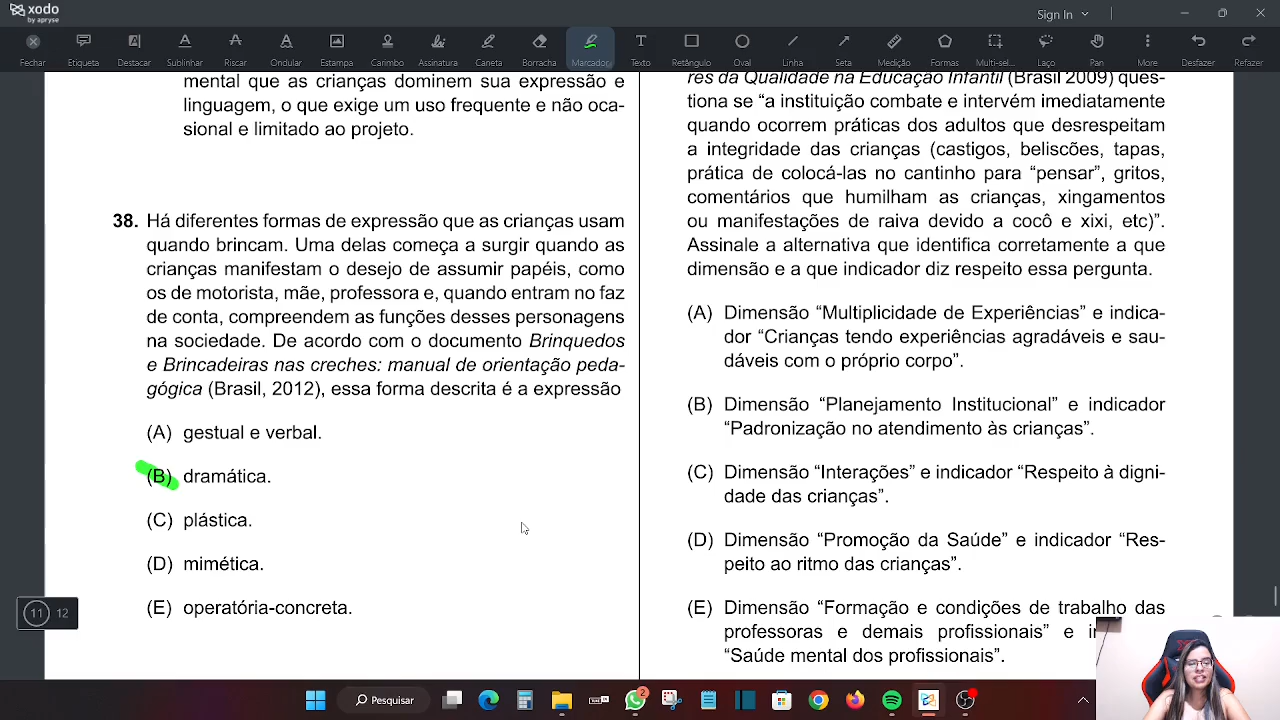 xodo
by apryse
Sign In
Fechar
Anotação
Destacar
Sublinhar
Riscado
Ondulado
Imagem
Estampa
Assinatura
Lápis
Caneta
Borracha
Marcador
Texto
Retângulo
Círculo
Linha
Seta
Medição
Polígono
Multi-sele...
Laço
Panorâmica
Menu
Desfazer
Refazer
mental que as crianças dominem sua expressão e
linguagem, o que exige um uso frequente e não oca-
sional e limitado ao projeto.
38. Há diferentes formas de expressão que as crianças usam
quando brincam. Uma delas começa a surgir quando as
crianças manifestam o desejo de assumir papéis, como
os de motorista, mãe, professora e, quando entram no faz
de conta, compreendem as funções desses personagens
na sociedade. De acordo com o documento Brinquedos
e Brincadeiras nas creches: manual de orientação peda-
gógica (Brasil, 2012), essa forma descrita é a expressão
(A) gestual e verbal.
(B) dramática.
(C) plástica.
(D) mimética.
(E) operatória-concreta.
res da Qualidade na Educação Infantil (Brasil 2009) ques-
tiona se “a instituição combate e intervém imediatamente
quando ocorrem práticas dos adultos que desrespeitam
a integridade das crianças (castigos, beliscões, tapas,
prática de colocá-las no cantinho para “pensar”, gritos,
comentários que humilham as crianças, xingamentos
ou manifestações de raiva devido a cocô e xixi, etc)”.
Assinale a alternativa que identifica corretamente a que
dimensão e a que indicador diz respeito essa pergunta.
(A) Dimensão “Multiplicidade de Experiências” e indica-
dor “Crianças tendo experiências agradáveis e sau-
dáveis com o próprio corpo”.
(B) Dimensão “Planejamento Institucional” e indicador
“Padronização no atendimento às crianças”.
(C) Dimensão “Interações” e indicador “Respeito à digni-
dade das crianças”.
(D) Dimensão “Promoção da Saúde” e indicador “Res-
peito ao ritmo das crianças”.
(E) Dimensão “Formação e condições de trabalho das
professoras e demais profissionais” e
“Saúde mental dos profissionais”.
11 12
Pesquisar
2